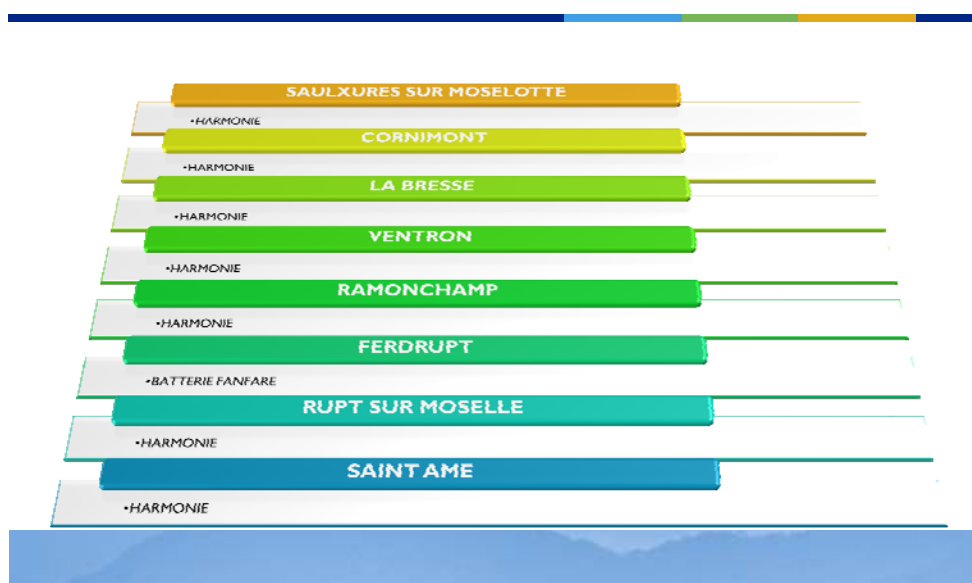 SAULXURES SUR MOSELOTTE
•HARMONIE
CORNIMONT
•HARMONIE
LA BRESSE
•HARMONIE
VENTRON
•HARMONIE
RAMONCHAMP
•HARMONIE
FERDRUPT
•BATTERIE FANFARE
RUPT SUR MOSELLE
•HARMONIE
SAINT AME
•HARMONIE